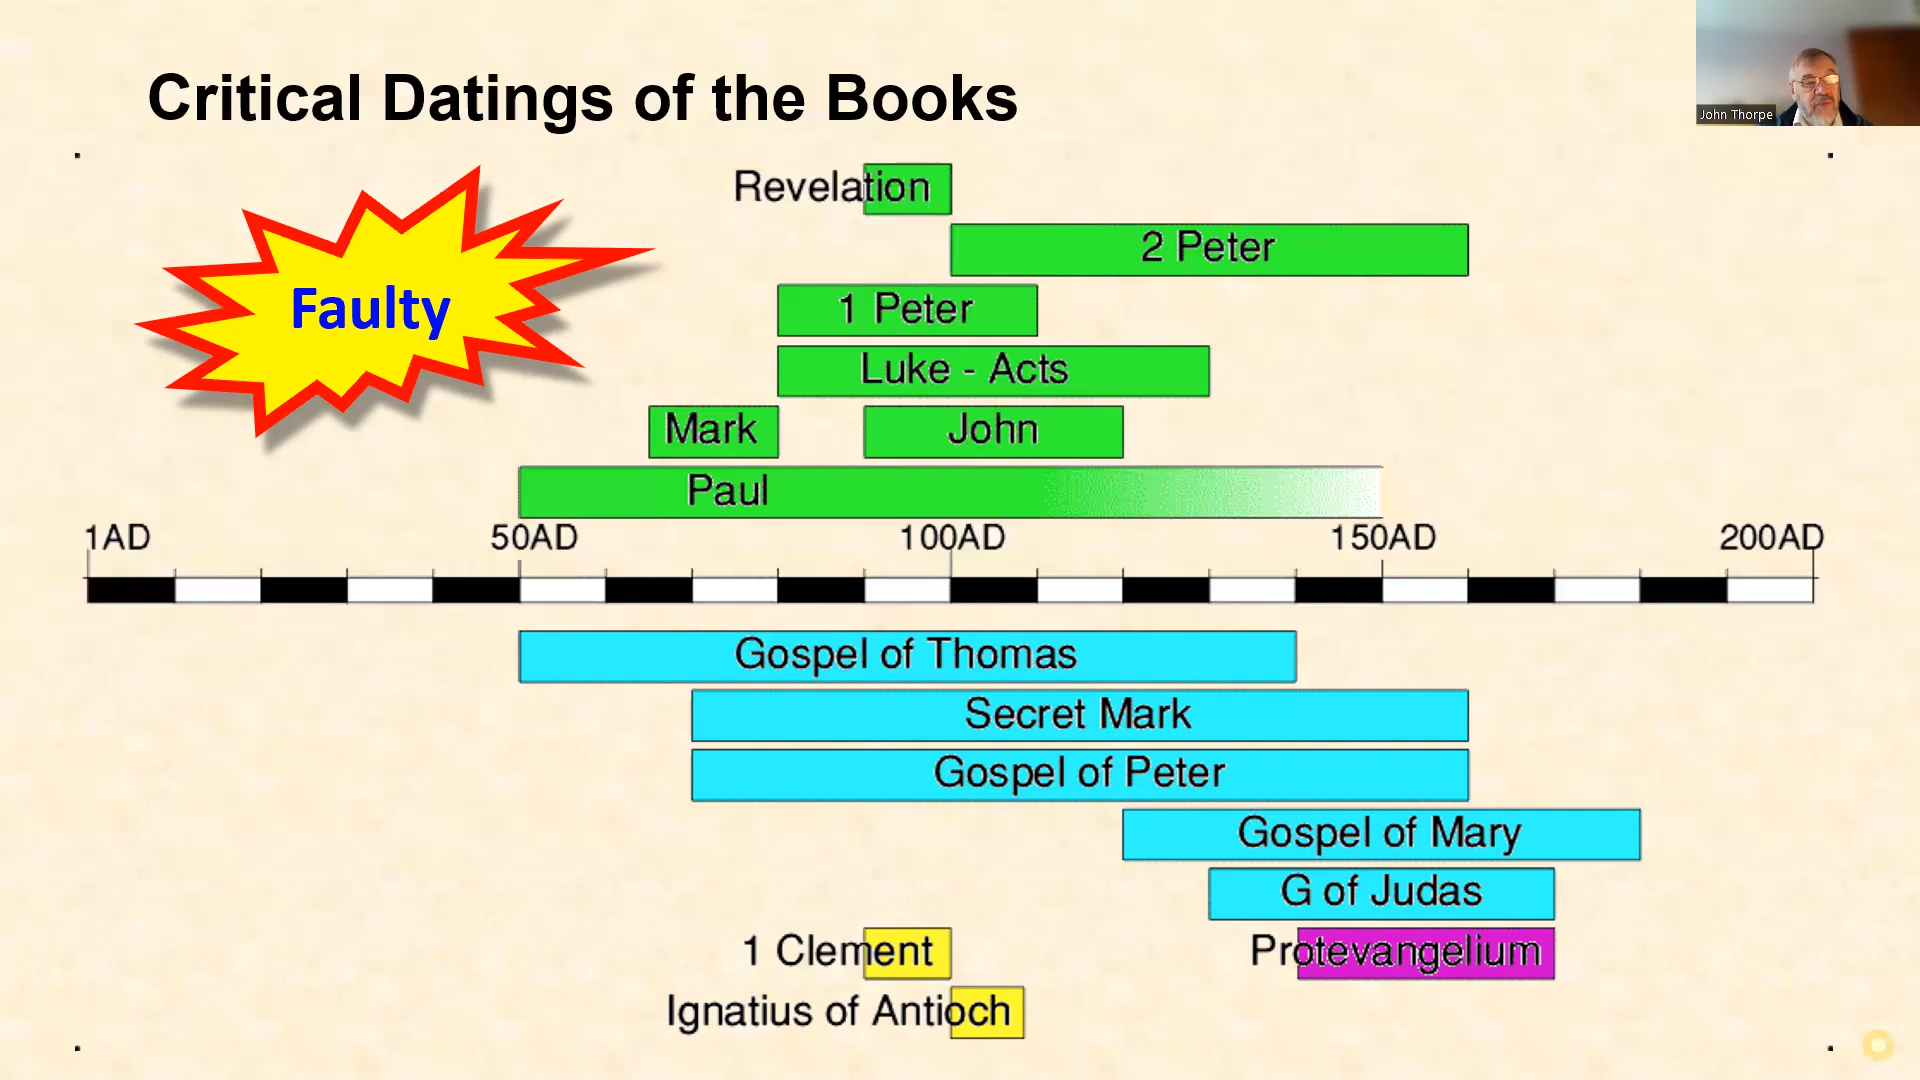 Critical Datings of the Books
John Thorpe
Revelation
2 Peter
Faulty
1 Peter
Luke - Acts
Mark
John
Paul
1AD
50AD
100AD
150AD
200AD
Gospel of Thomas
Secret Mark
Gospel of Peter
Gospel of Mary
G of Judas
1 Clement
Protevangelium
Ignatius of Antioch